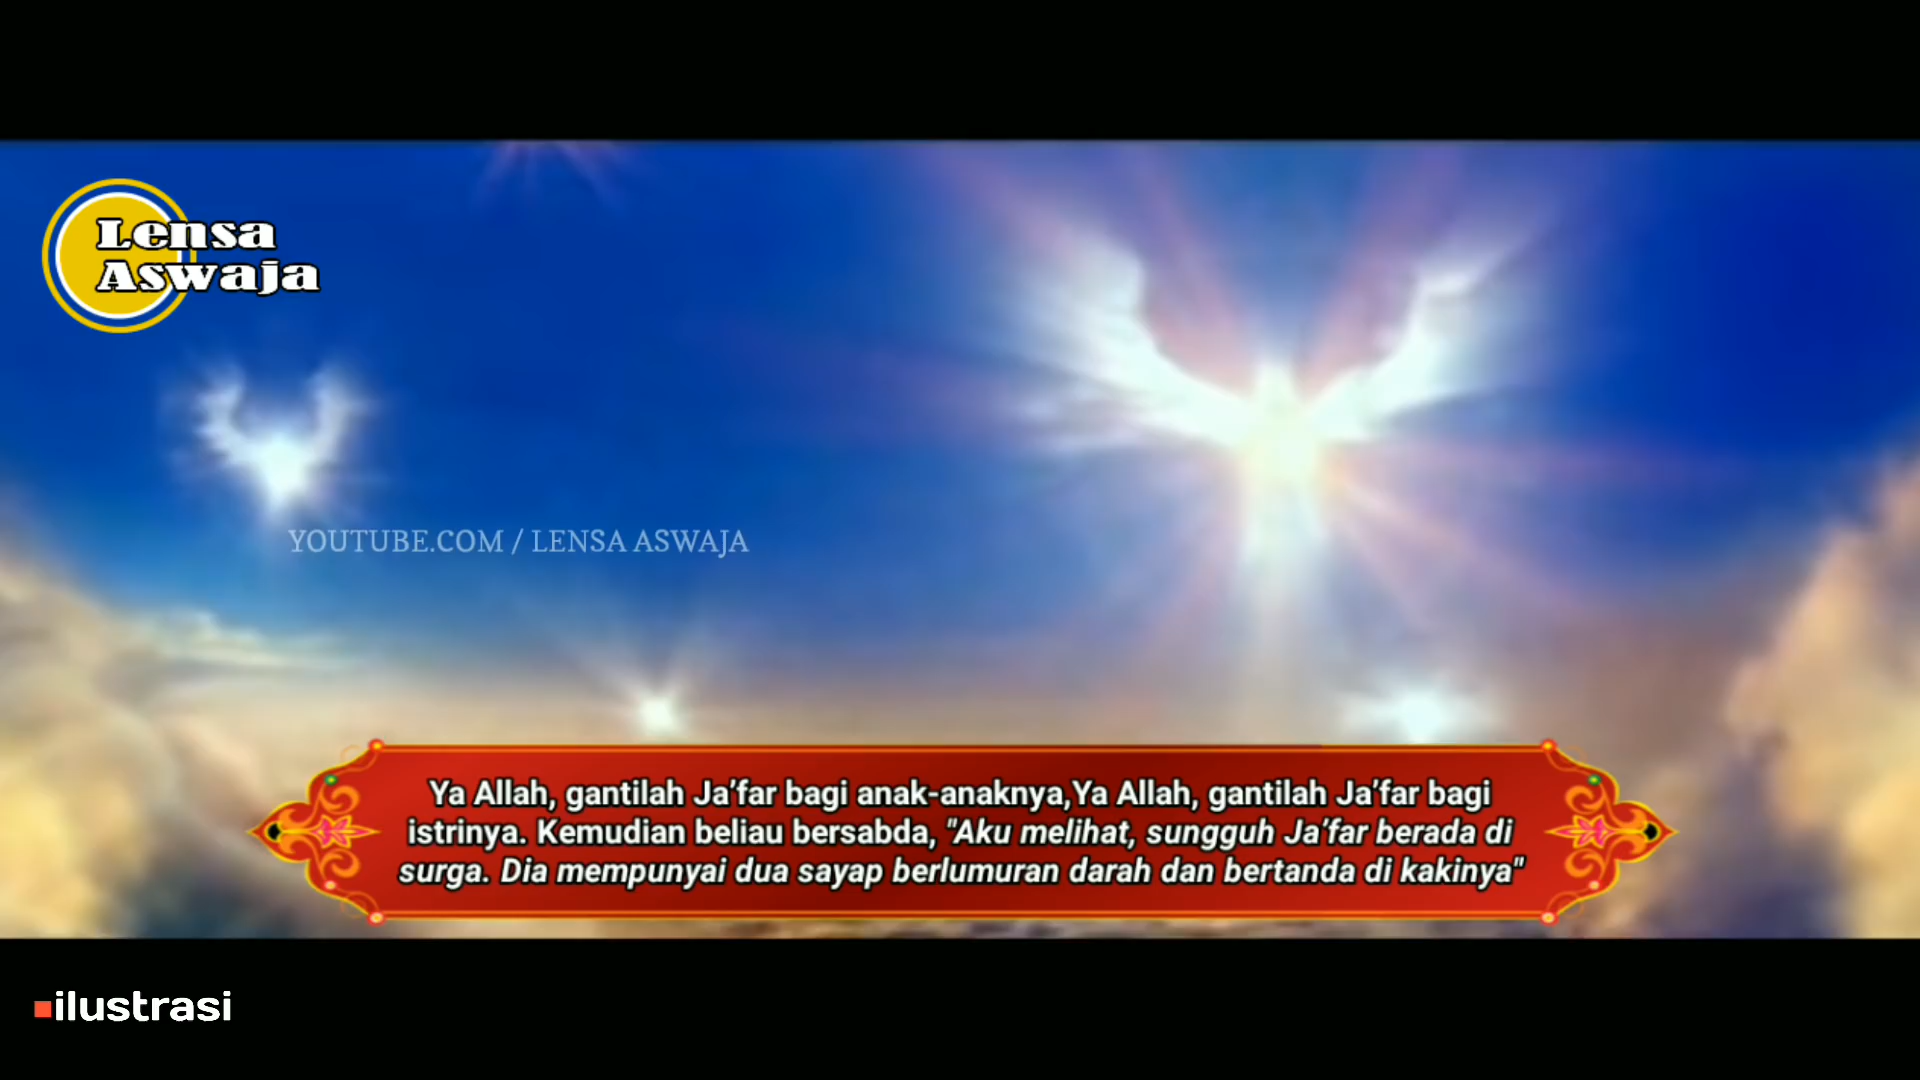 Lensa
Aswaja
YOUTUBE.COM / LENSA ASWAJA
Ya Allah, gantilah Ja’far bagi anak-anaknya,Ya Allah, gantilah Ja’far bagi
istrinya. Kemudian beliau bersabda, "Aku melihat, sungguh Ja’far berada di
surga. Dia mempunyai dua sayap berlumuran darah dan bertanda di kakinya"
ilustrasi